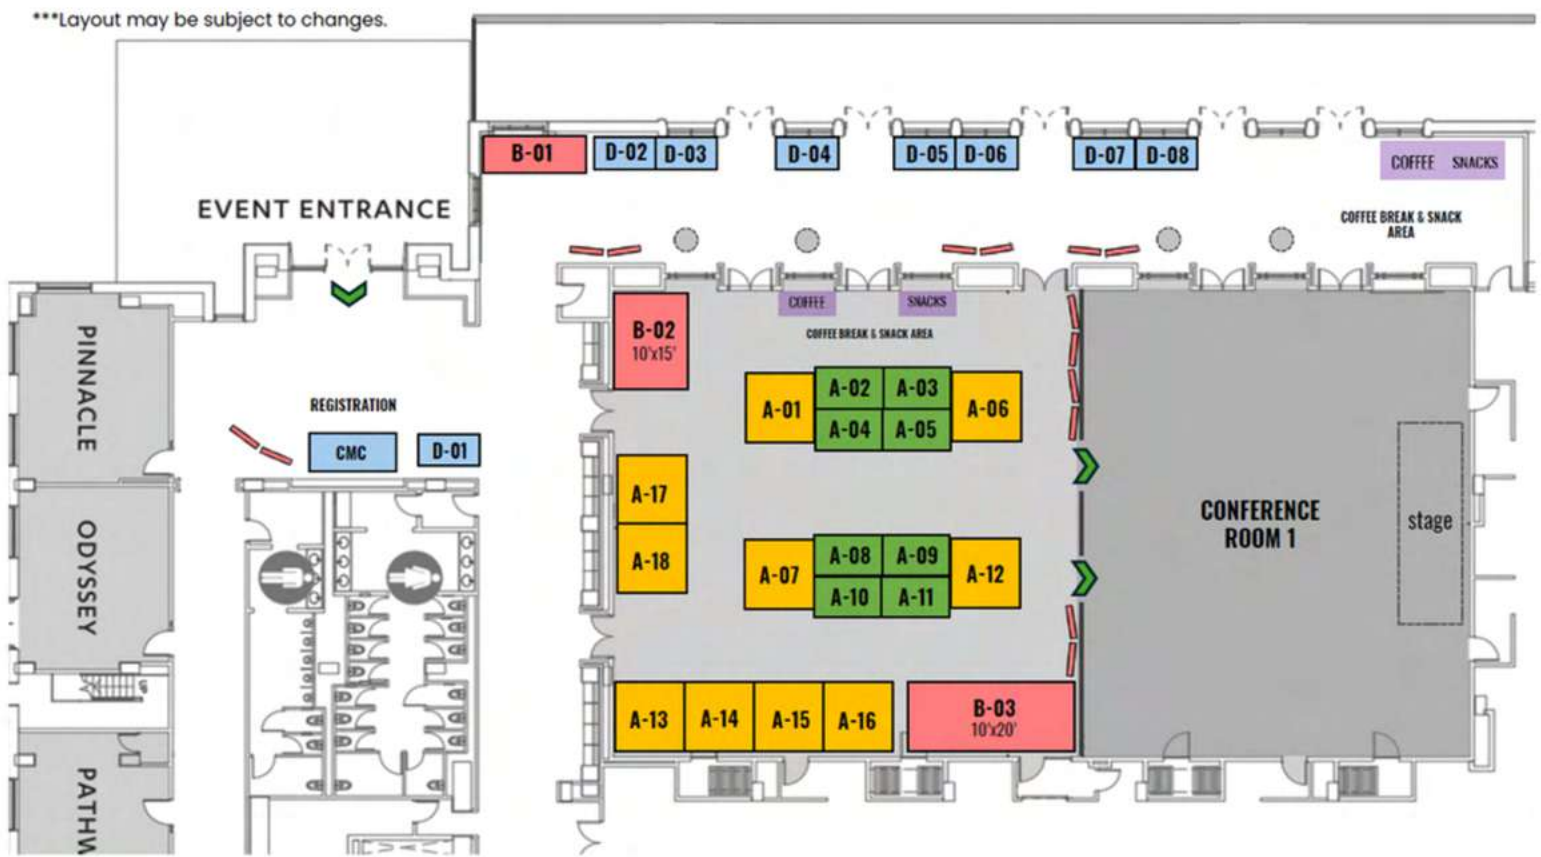 ***Layout may be subject to changes.
B-01
D-02
D-03
D-04
D-05
D-06
D-07
D-08
COFFEE SNACKS
EVENT ENTRANCE
COFFEE BREAK & SNACK
AREA
PINNACLE
B-02
10'x15'
COFFEE
SNACKS
COFFEE BREAK & SNACK AREA
A-01
A-02
A-03
A-04
A-05
A-06
REGISTRATION
CMC
D-01
A-17
A-18
CONFERENCE
ROOM 1
stage
ODYSSEY
A-07
A-08
A-09
A-10
A-11
A-12
UP
A-13
A-14
A-15
A-16
B-03
10'x20'
PATHW